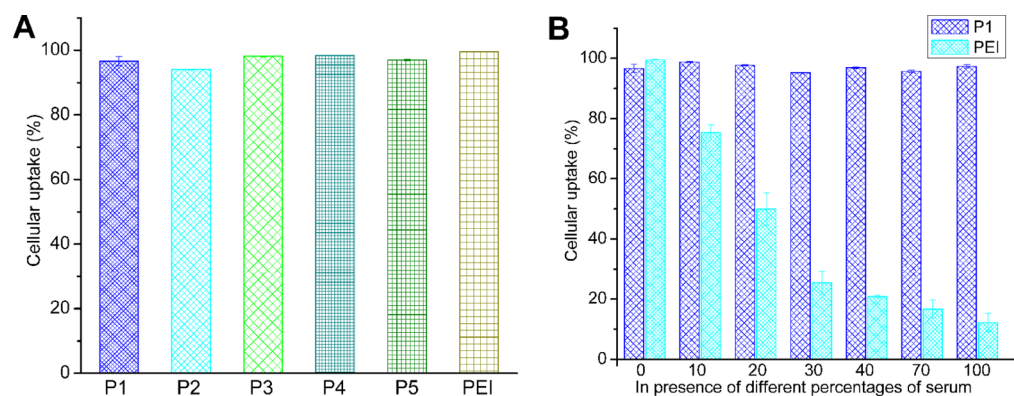 A
Cellular uptake (%)
100
80
60
40
20
0
P1 P2 P3 P4 P5 PEI
B
P1
PEI
Cellular uptake (%)
100
80
60
40
20
0
0 10 20 30 40 70 100
In presence of different percentages of serum